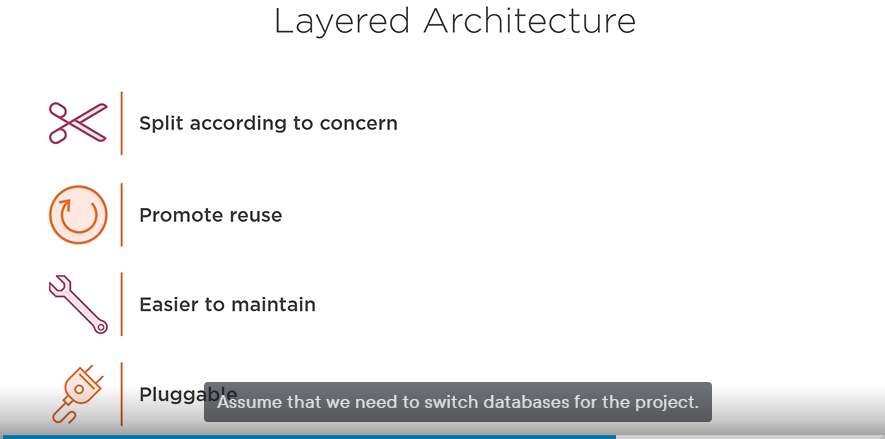 Layered Architecture
Split according to concern
Promote reuse
Easier to maintain
Pluggable
Assume that we need to switch databases for the project.